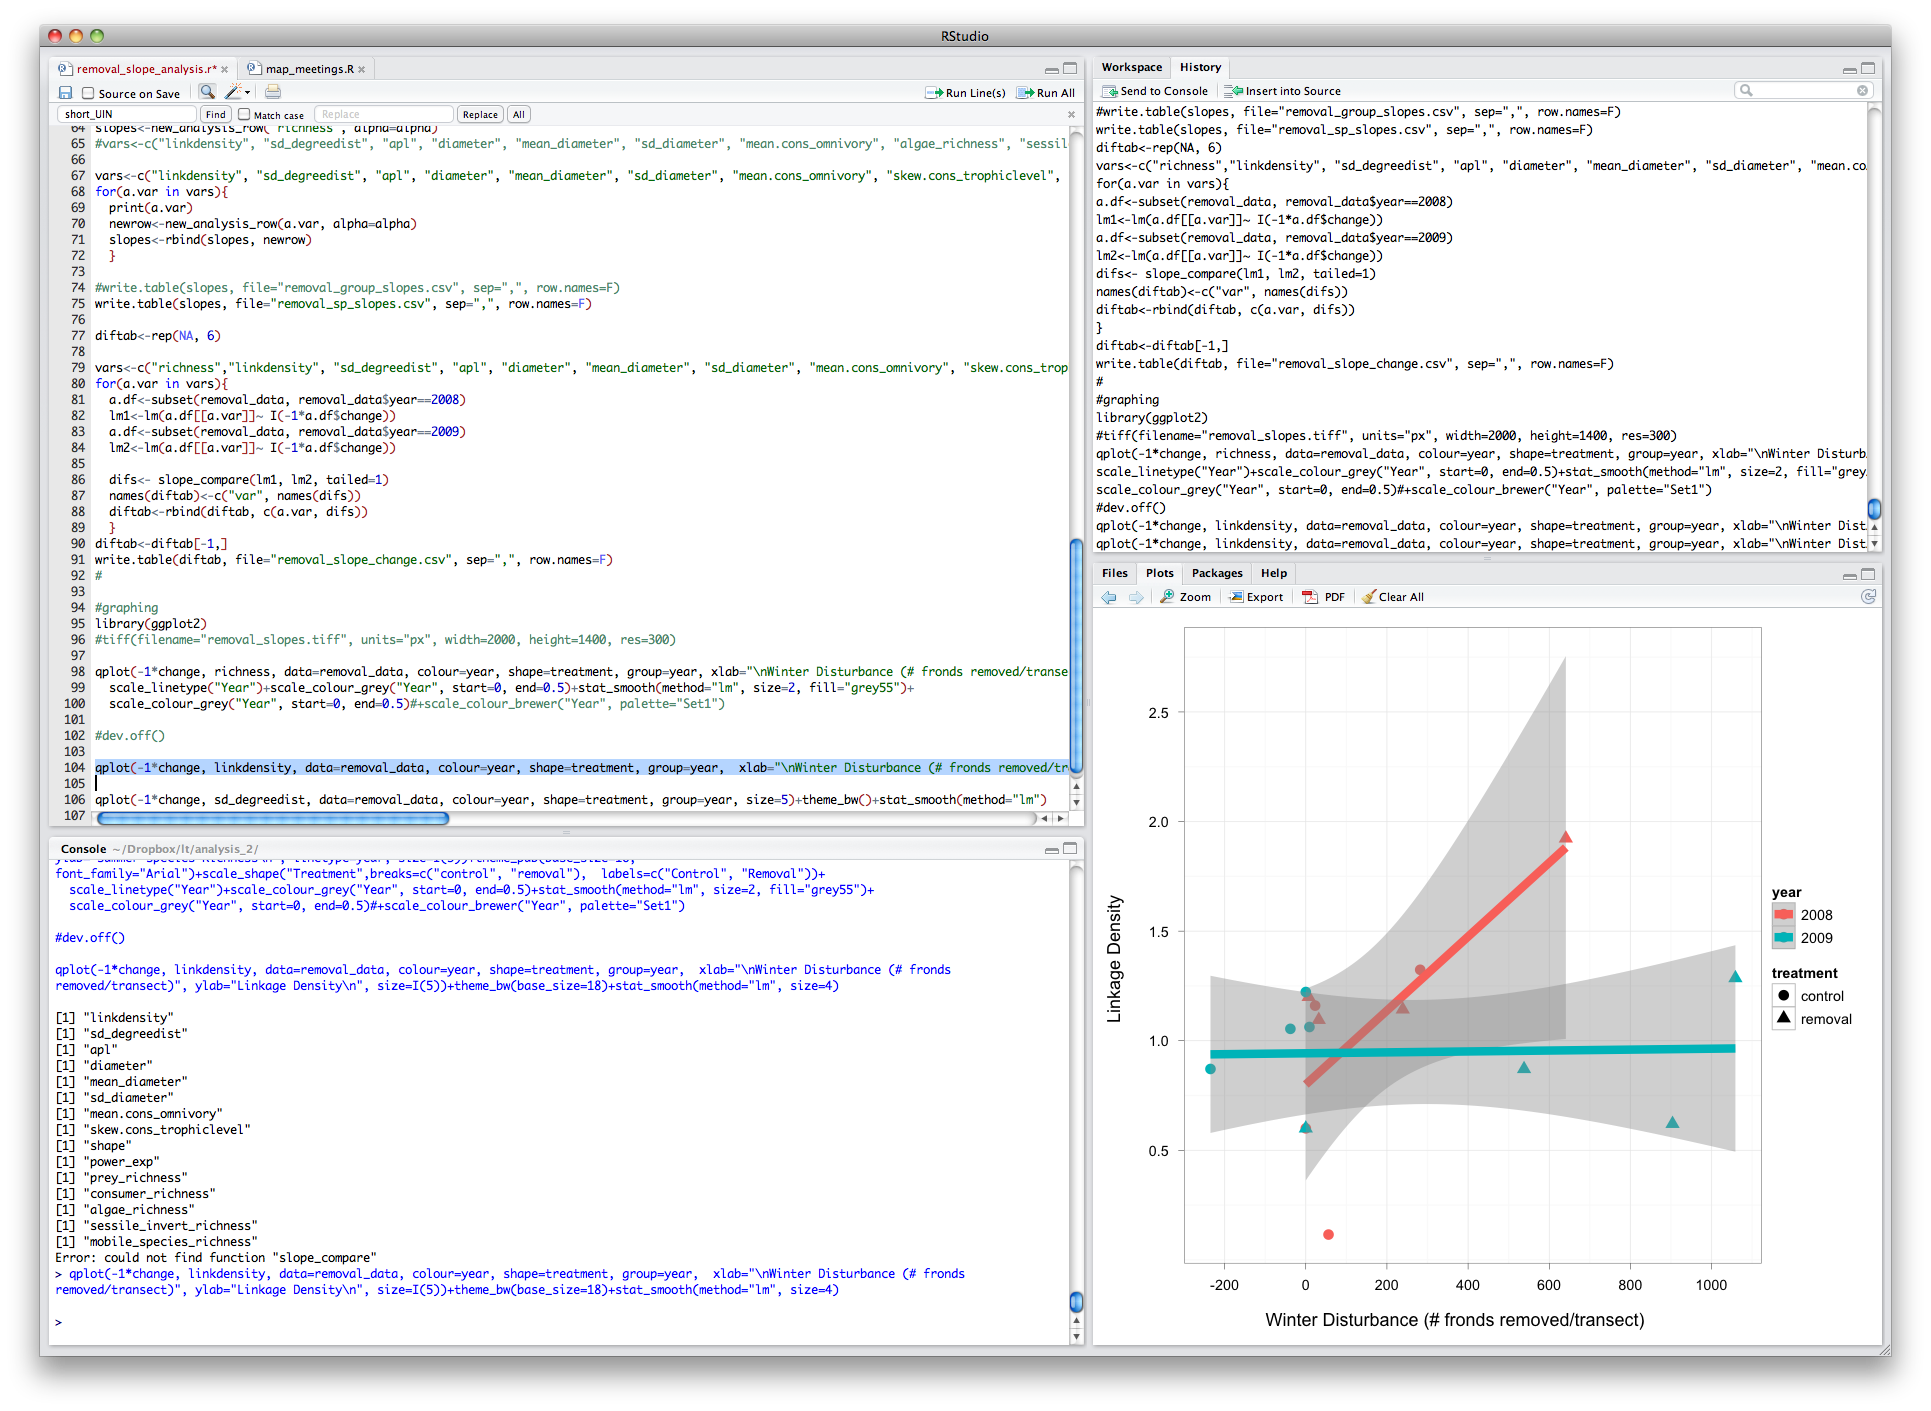 RStudio
removal_slope_analysis.r*
map_meetings.R
Source on Save
Run Line(s)
Run All
short_UIN
Find
Match case
Replace
Replace
All
64 slopes<-new_analysis_row("richness", alpha=alpha)
65 #vars<-c("linkdensity", "sd_degreedist", "apl", "diameter", "mean_diameter", "sd_diameter", "mean.cons_omnivory", "algae_richness", "sessil
66
67 vars<-c("linkdensity", "sd_degreedist", "apl", "diameter", "mean_diameter", "sd_diameter", "mean.cons_omnivory", "skew.cons_trophiclevel",
68 for(a.var in vars){
69 print(a.var)
70 newrow<-new_analysis_row(a.var, alpha=alpha)
71 slopes<-rbind(slopes, newrow)
72 }
73
74 #write.table(slopes, file="removal_group_slopes.csv", sep=",", row.names=F)
75 write.table(slopes, file="removal_sp_slopes.csv", sep=",", row.names=F)
76
77 diftab<-rep(NA, 6)
78
79 vars<-c("richness","linkdensity", "sd_degreedist", "apl", "diameter", "mean_diameter", "sd_diameter", "mean.cons_omnivory", "skew.cons_trop
80 for(a.var in vars){
81 a.df<-subset(removal_data, removal_data$year==2008)
82 lm1<-lm(a.df[[a.var]]~ I(-1*a.df$change))
83 a.df<-subset(removal_data, removal_data$year==2009)
84 lm2<-lm(a.df[[a.var]]~ I(-1*a.df$change))
85
86 difs<- slope_compare(lm1, lm2, tailed=1)
87 names(diftab)<-c("var", names(difs))
88 diftab<-rbind(diftab, c(a.var, difs))
89 }
90 diftab<-diftab[-1,]
91 write.table(diftab, file="removal_slope_change.csv", sep=",", row.names=F)
92 #
93
94 #graphing
95 library(ggplot2)
96 #tiff(filename="removal_slopes.tiff", units="px", width=2000, height=1400, res=300)
97
98 qplot(-1*change, richness, data=removal_data, colour=year, shape=treatment, group=year, xlab="\nWinter Disturbance (# fronds removed/transe
99 scale_linetype("Year")+scale_colour_grey("Year", start=0, end=0.5)+stat_smooth(method="lm", size=2, fill="grey55")+
100 scale_colour_grey("Year", start=0, end=0.5)#+scale_colour_brewer("Year", palette="Set1")
101
102 #dev.off()
103
104 qplot(-1*change, linkdensity, data=removal_data, colour=year, shape=treatment, group=year,  xlab="\nWinter Disturbance (# fronds removed/tr
105
106 qplot(-1*change, sd_degreedist, data=removal_data, colour=year, shape=treatment, group=year, size=5)+theme_bw()+stat_smooth(method="lm")
107
Console ~/Dropbox/lt/analysis_2/
font_family="Arial")+scale_shape("Treatment",breaks=c("control", "removal"),  labels=c("Control", "Removal"))+
scale_linetype("Year")+scale_colour_grey("Year", start=0, end=0.5)+stat_smooth(method="lm", size=2, fill="grey55")+
scale_colour_grey("Year", start=0, end=0.5)#+scale_colour_brewer("Year", palette="Set1")
#dev.off()
qplot(-1*change, linkdensity, data=removal_data, colour=year, shape=treatment, group=year,  xlab="\nWinter Disturbance (# fronds
removed/transect)", ylab="Linkage Density\n", size=I(5))+theme_bw(base_size=18)+stat_smooth(method="lm", size=4)
[1] "linkdensity"
[1] "sd_degreedist"
[1] "apl"
[1] "diameter"
[1] "mean_diameter"
[1] "sd_diameter"
[1] "mean.cons_omnivory"
[1] "skew.cons_trophiclevel"
[1] "shape"
[1] "power_exp"
[1] "prey_richness"
[1] "consumer_richness"
[1] "algae_richness"
[1] "sessile_invert_richness"
[1] "mobile_species_richness"
Error: could not find function "slope_compare"
> qplot(-1*change, linkdensity, data=removal_data, colour=year, shape=treatment, group=year,  xlab="\nWinter Disturbance (# fronds
removed/transect)", ylab="Linkage Density\n", size=I(5))+theme_bw(base_size=18)+stat_smooth(method="lm", size=4)
>
Workspace
History
Send to Console
Insert into Source
#write.table(slopes, file="removal_group_slopes.csv", sep=",", row.names=F)
write.table(slopes, file="removal_sp_slopes.csv", sep=",", row.names=F)
diftab<-rep(NA, 6)
vars<-c("richness","linkdensity", "sd_degreedist", "apl", "diameter", "mean_diameter", "sd_diameter", "mean.co
for(a.var in vars){
a.df<-subset(removal_data, removal_data$year==2008)
lm1<-lm(a.df[[a.var]]~ I(-1*a.df$change))
a.df<-subset(removal_data, removal_data$year==2009)
lm2<-lm(a.df[[a.var]]~ I(-1*a.df$change))
difs<- slope_compare(lm1, lm2, tailed=1)
names(diftab)<-c("var", names(difs))
diftab<-rbind(diftab, c(a.var, difs))
}
diftab<-diftab[-1,]
write.table(diftab, file="removal_slope_change.csv", sep=",", row.names=F)
#
#graphing
library(ggplot2)
#tiff(filename="removal_slopes.tiff", units="px", width=2000, height=1400, res=300)
qplot(-1*change, richness, data=removal_data, colour=year, shape=treatment, group=year, xlab="\nWinter Disturb
scale_linetype("Year")+scale_colour_grey("Year", start=0, end=0.5)+stat_smooth(method="lm", size=2, fill="grey
scale_colour_grey("Year", start=0, end=0.5)#+scale_colour_brewer("Year", palette="Set1")
#dev.off()
qplot(-1*change, linkdensity, data=removal_data, colour=year, shape=treatment, group=year, xlab="\nWinter Dist
qplot(-1*change, linkdensity, data=removal_data, colour=year, shape=treatment, group=year, xlab="\nWinter Dist
Files
Plots
Packages
Help
Zoom
Export
PDF
Clear All
2.5
2.0
1.5
1.0
0.5
Linkage Density
-200
0
200
400
600
800
1000
Winter Disturbance (# fronds removed/transect)
year
2008
2009
treatment
control
removal